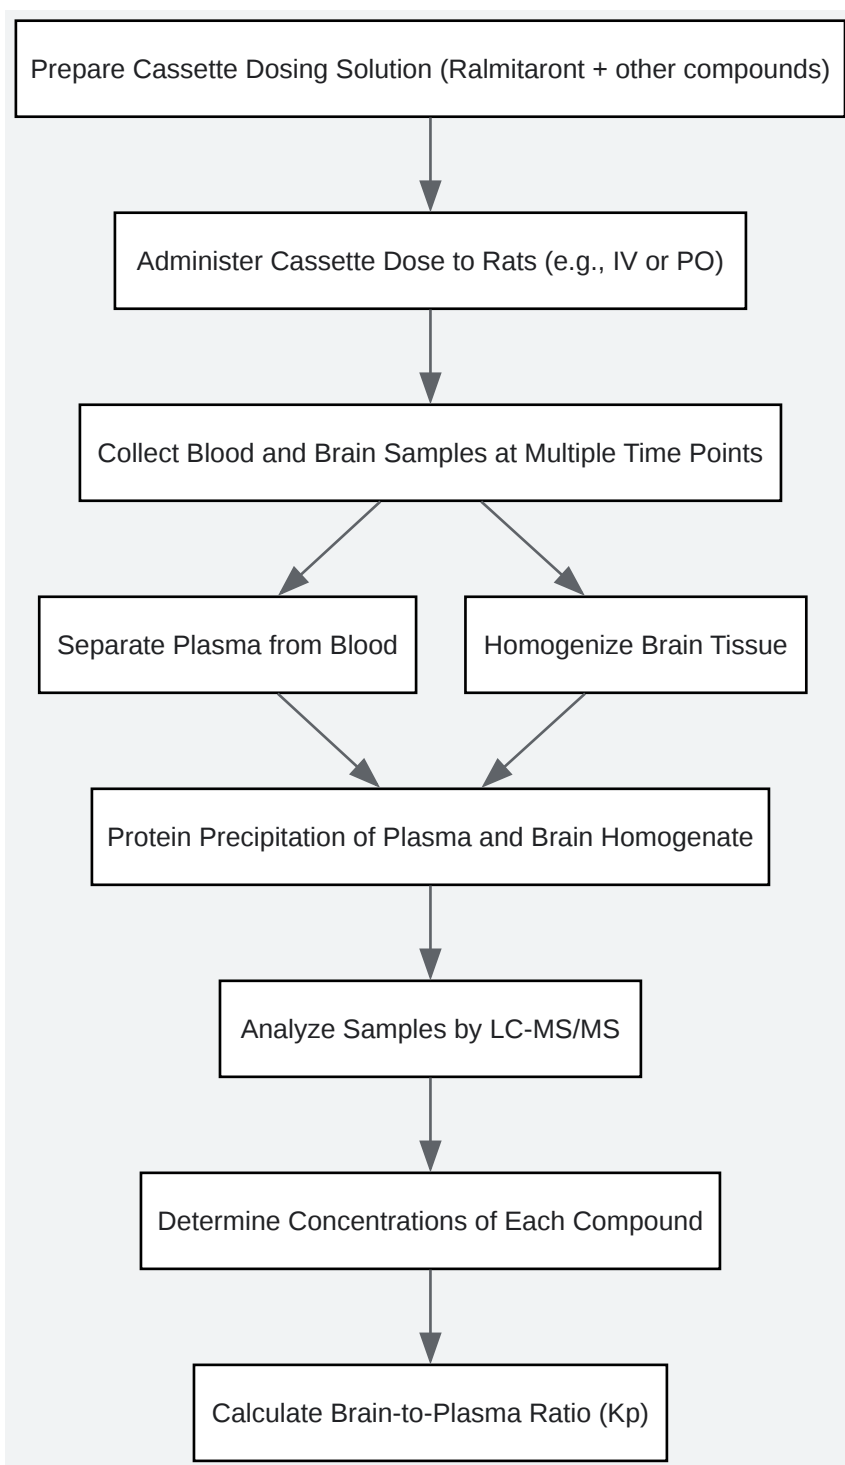 Prepare Cassette Dosing Solution (Ralmitaront + other compounds)
Administer Cassette Dose to Rats (e.g., IV or PO)
Collect Blood and Brain Samples at Multiple Time Points
Separate Plasma from Blood
Homogenize Brain Tissue
Protein Precipitation of Plasma and Brain Homogenate
Analyze Samples by LC-MS/MS
Determine Concentrations of Each Compound
Calculate Brain-to-Plasma Ratio (Kp)